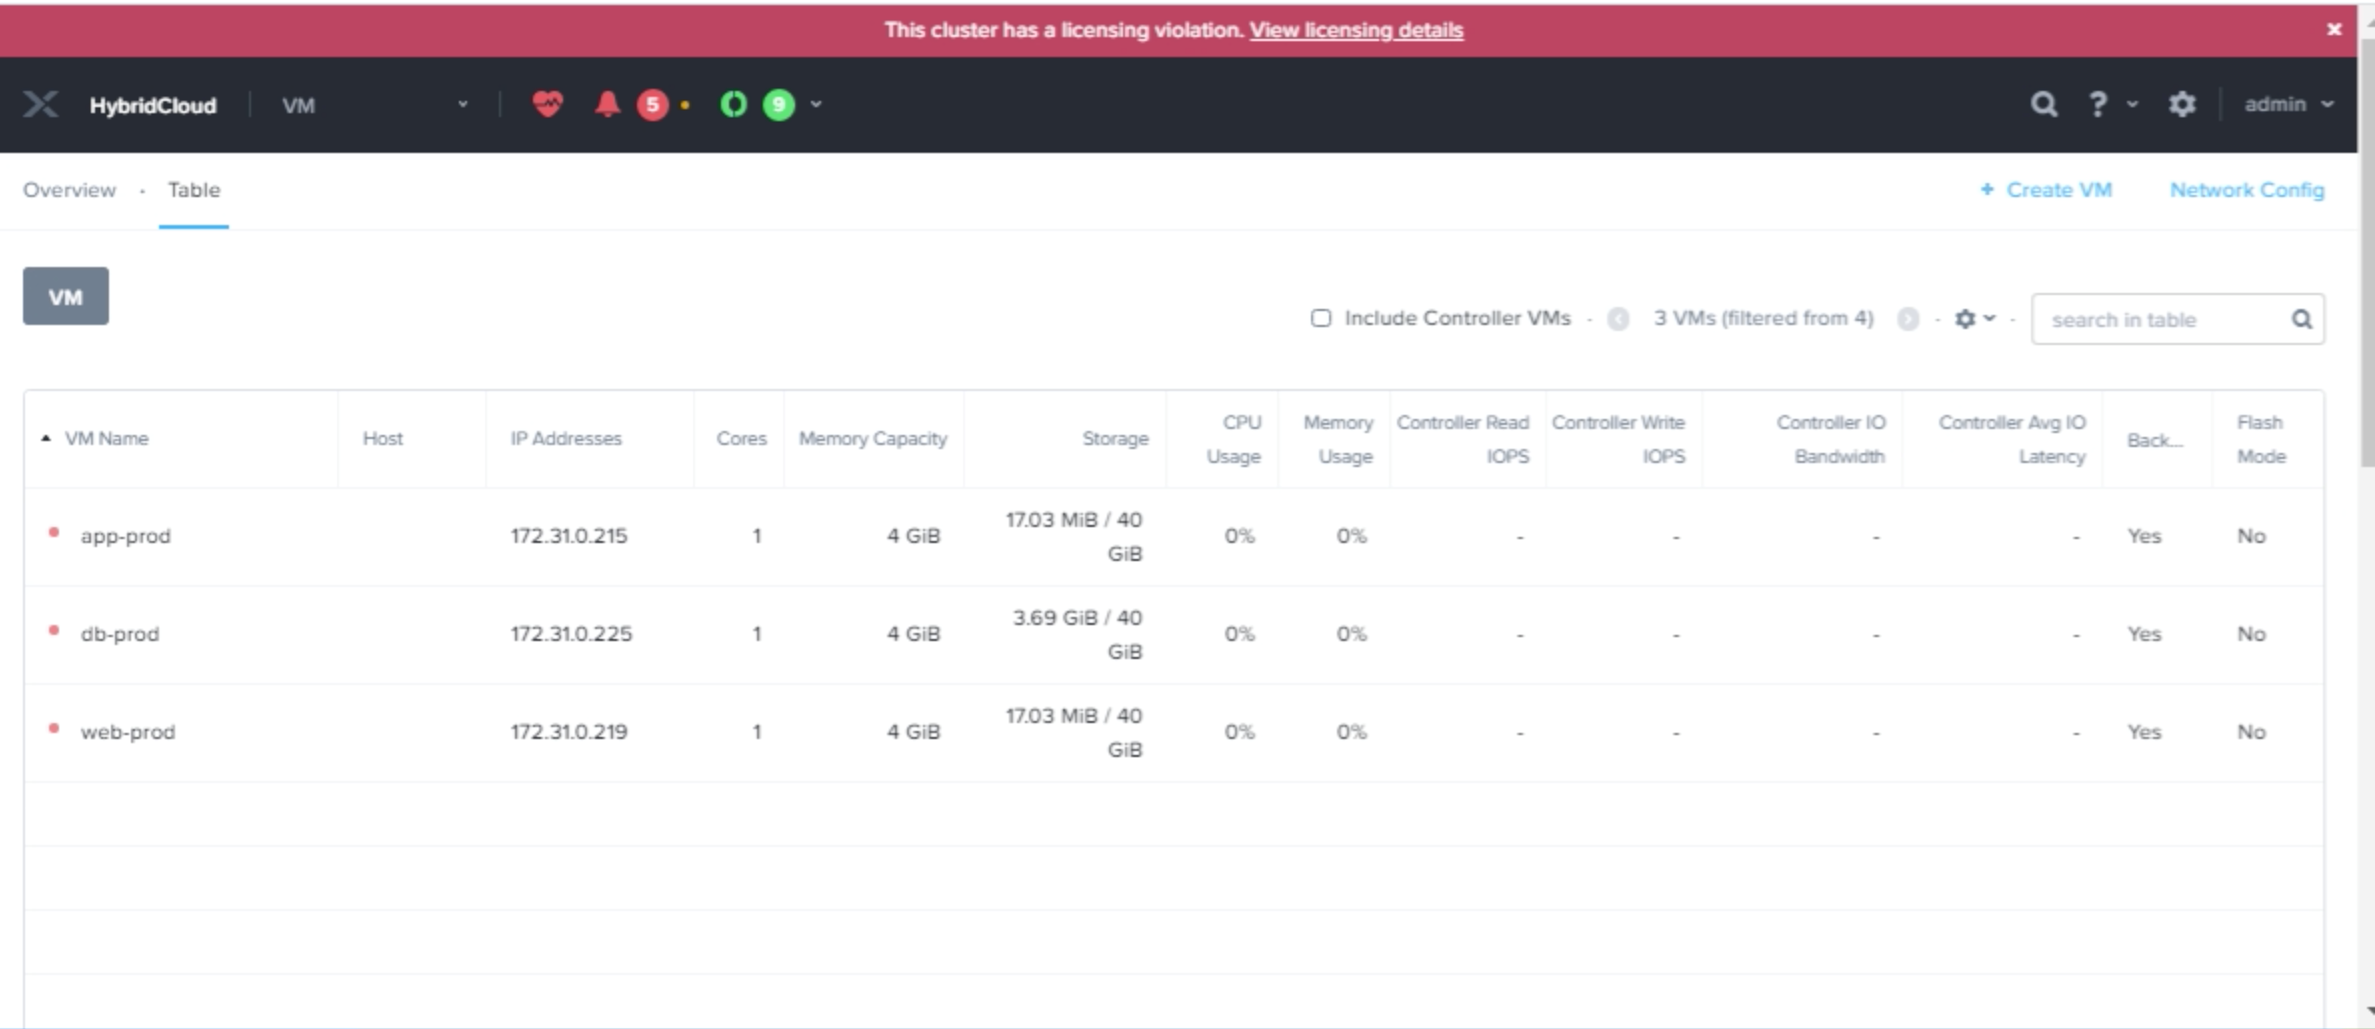 This cluster has a licensing violation. View licensing details ×
HybridCloud VM 5 9 ? admin
Overview · Table + Create VM Network Config
VM
Include Controller VMs · 3 VMs (filtered from 4) · · search in table
VM Name Host IP Addresses Cores Memory Capacity Storage CPU Usage Memory Usage Controller Read IOPS Controller Write IOPS Controller IO Bandwidth Controller Avg IO Latency Back... Flash Mode
app-prod 172.31.0.215 1 4 GiB 17.03 MiB / 40 GiB 0% 0% - - - - Yes No
db-prod 172.31.0.225 1 4 GiB 3.69 GiB / 40 GiB 0% 0% - - - - Yes No
web-prod 172.31.0.219 1 4 GiB 17.03 MiB / 40 GiB 0% 0% - - - - Yes No